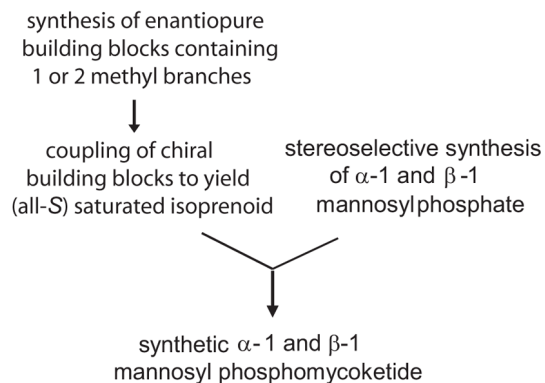 synthesis of enantiopure
building blocks containing
1 or 2 methyl branches
coupling of chiral
building blocks to yield
(all-S) saturated isoprenoid
stereoselective synthesis
of α-1 and β-1
mannosylphosphate
synthetic α-1 and β-1
mannosyl phosphomycoketide